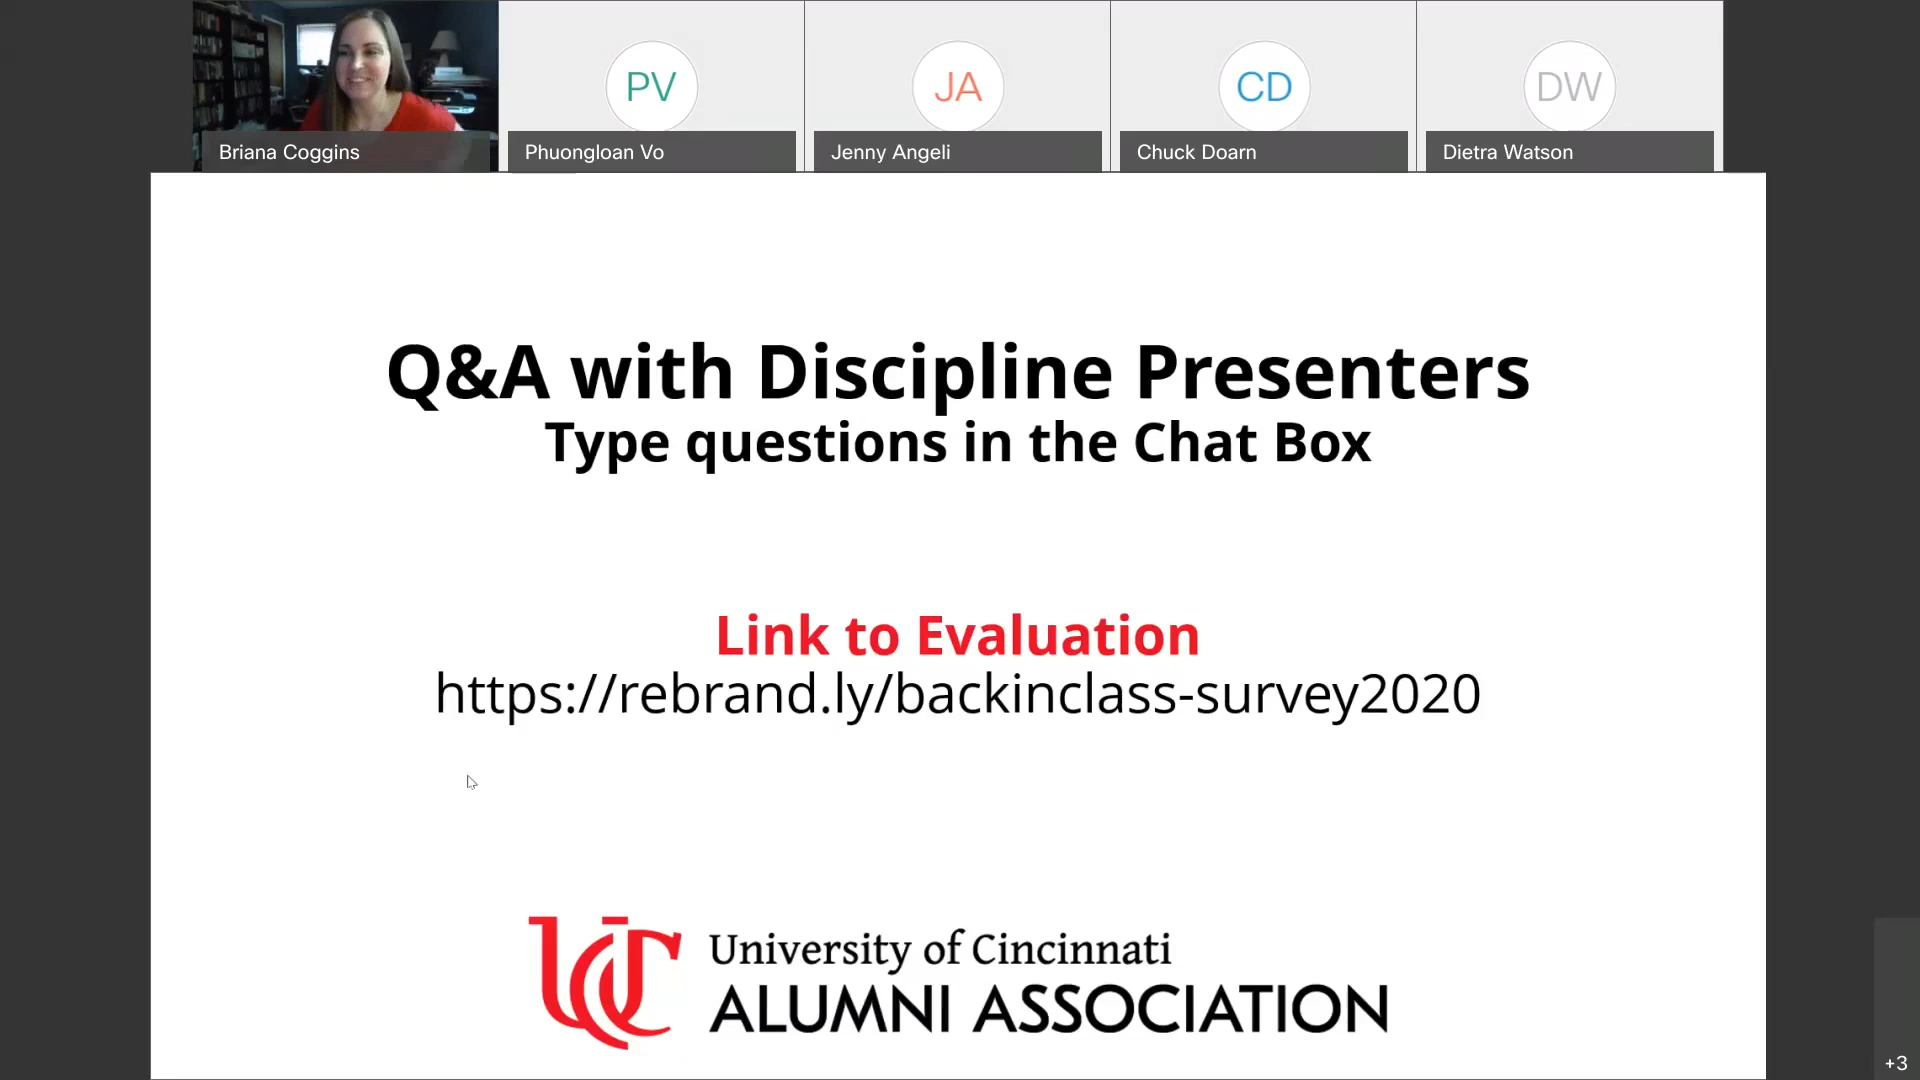 PV
JA
CD
DW
Briana Coggins
Phuongloan Vo
Jenny Angeli
Chuck Doarn
Dietra Watson
Q&A with Discipline Presenters
Type questions in the Chat Box
Link to Evaluation
https://rebrand.ly/backinclass-survey2020
UC
University of Cincinnati
ALUMNI ASSOCIATION
+3